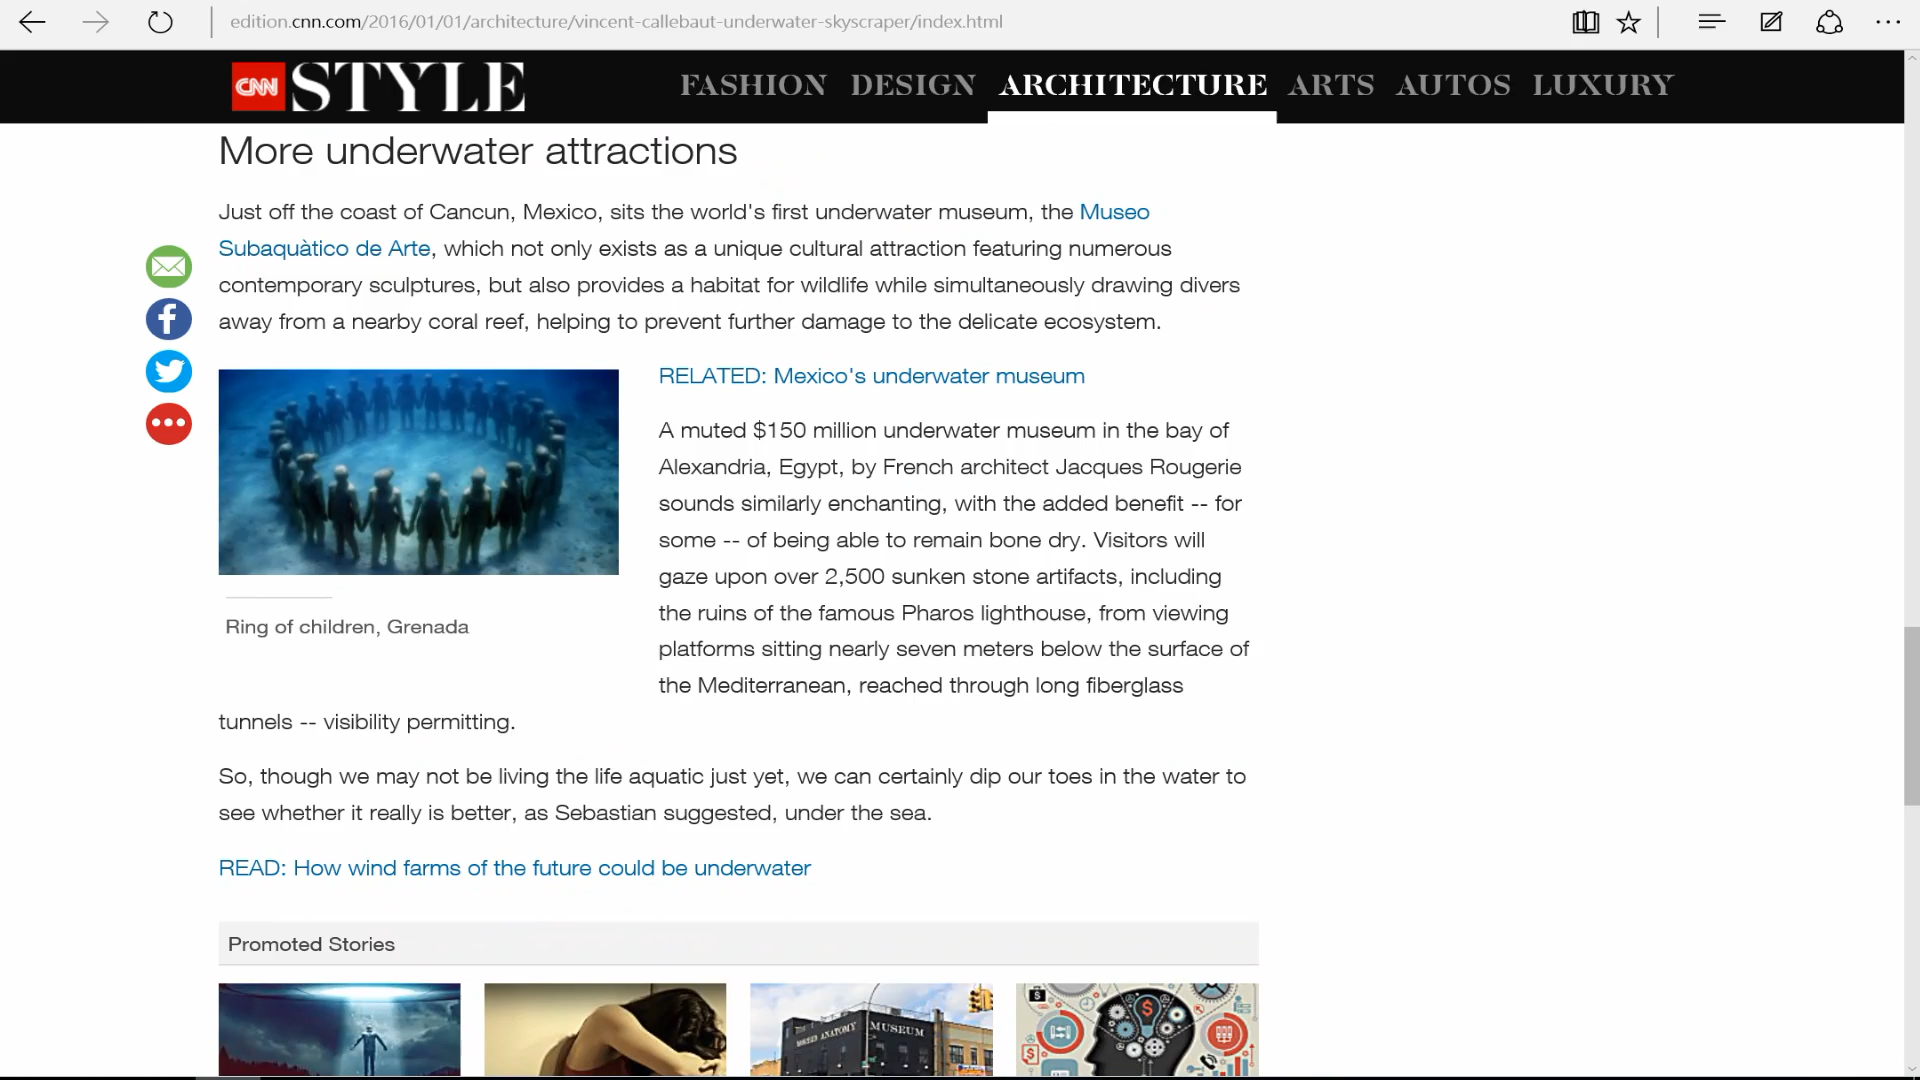 edition.cnn.com/2016/01/01/architecture/vincent-callebaut-underwater-skyscraper/index.html
CNN STYLE
FASHION DESIGN ARCHITECTURE ARTS AUTOS LUXURY
More underwater attractions
Just off the coast of Cancun, Mexico, sits the world's first underwater museum, the Museo
Subaquàtico de Arte, which not only exists as a unique cultural attraction featuring numerous
contemporary sculptures, but also provides a habitat for wildlife while simultaneously drawing divers
away from a nearby coral reef, helping to prevent further damage to the delicate ecosystem.
Ring of children, Grenada
RELATED: Mexico's underwater museum
A muted $150 million underwater museum in the bay of
Alexandria, Egypt, by French architect Jacques Rougerie
sounds similarly enchanting, with the added benefit -- for
some -- of being able to remain bone dry. Visitors will
gaze upon over 2,500 sunken stone artifacts, including
the ruins of the famous Pharos lighthouse, from viewing
platforms sitting nearly seven meters below the surface of
the Mediterranean, reached through long fiberglass
tunnels -- visibility permitting.
So, though we may not be living the life aquatic just yet, we can certainly dip our toes in the water to
see whether it really is better, as Sebastian suggested, under the sea.
READ: How wind farms of the future could be underwater
Promoted Stories
MORBID ANATOMY MUSEUM